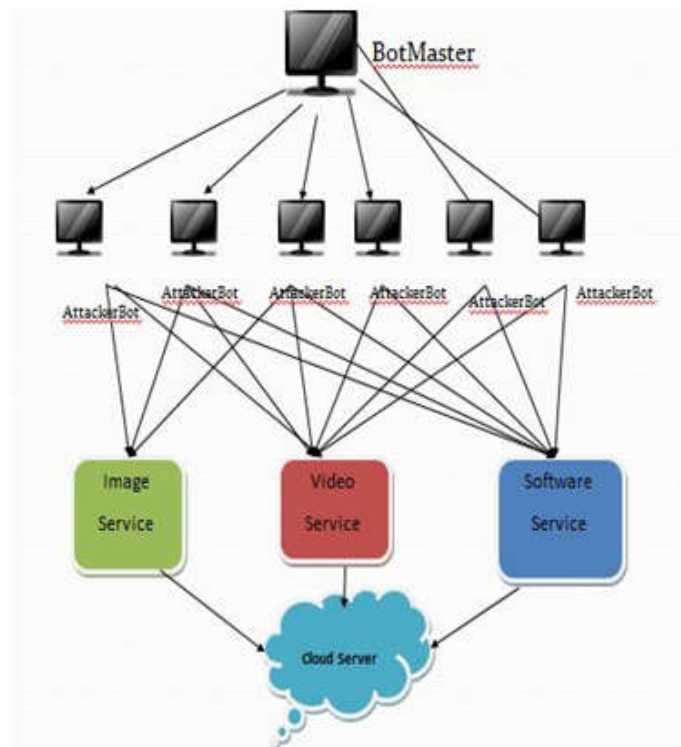 BotMaster
AttackerBot
AttackerBot
AttackerBot
AttackerBot
AttackerBot
AttackerBot
Image
Service
Video
Service
Software
Service
Cloud Server